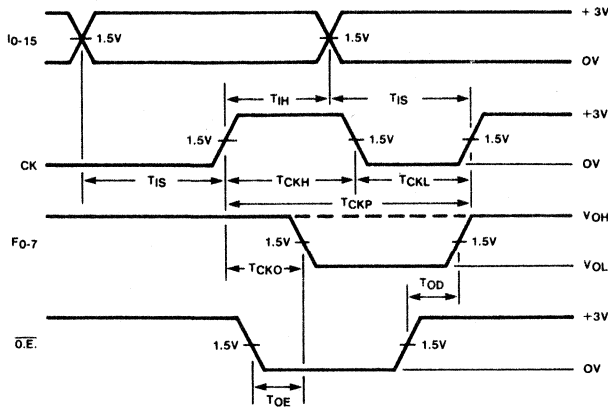 I0-15
1.5V
1.5V
+ 3V
0V
TIH
TIS
CK
1.5V
1.5V
1.5V
+3V
0V
TIS
TCKH
TCKL
TCKP
F0-7
1.5V
1.5V
VOH
VOL
TCKO
TOD
O.E.
1.5V
1.5V
+3V
0V
TOE